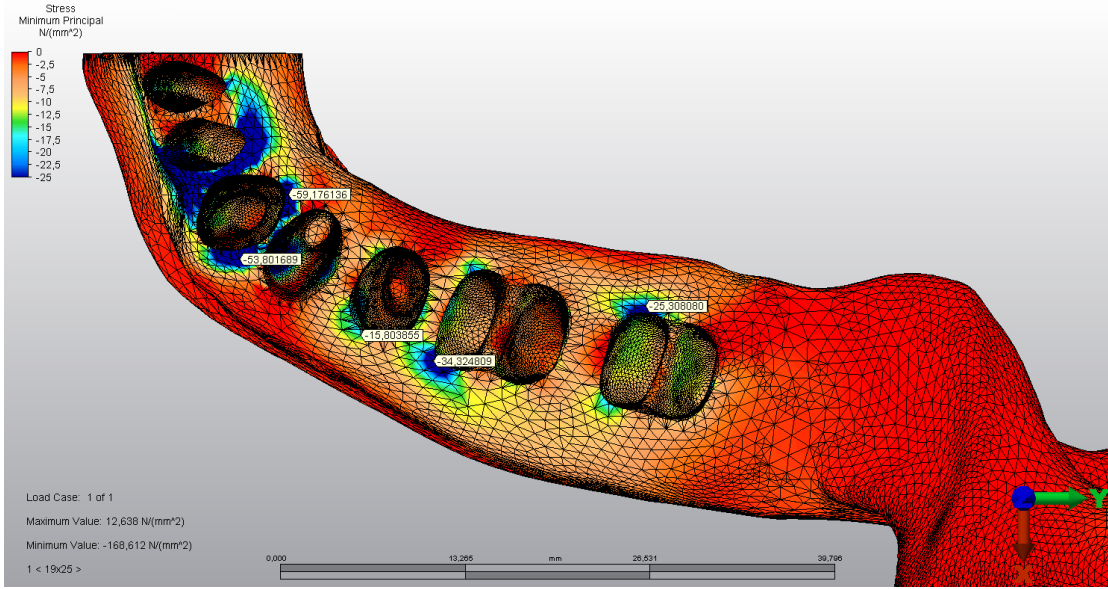 Stress
Minimum Principal
N/(mm^2)
0
-2,5
-5
-7,5
-10
-12,5
-15
-17,5
-20
-22,5
-25
-59,176136
-53,801689
-25,308080
-15,803855
-34,324809
Load Case: 1 of 1
Maximum Value: 12,638 N/(mm^2)
Minimum Value: -168,612 N/(mm^2)
1 < 19x25 >
0,000 13,265 mm 26,531 39,796
Y
X